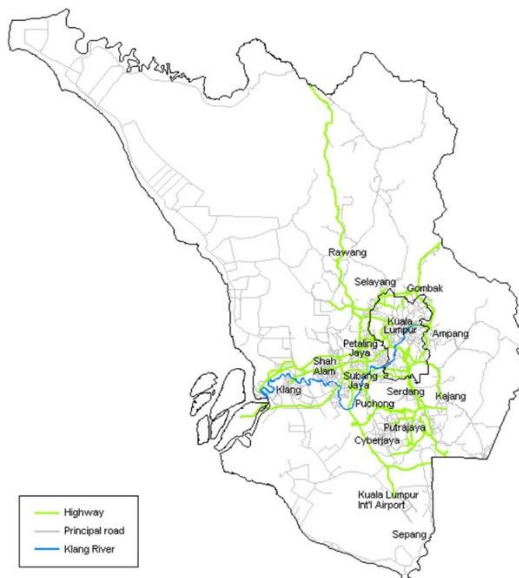 Rawang
Selayang
Gombak
Kuala
Lumpur
Ampang
Petaling
Jaya
Shah
Alam
Subang
Jaya
Klang
Serdang
Kajang
Puchong
Putrajaya
Cyberjaya
Kuala Lumpur
Int'l Airport
Sepang
Highway
Principal road
Klang River